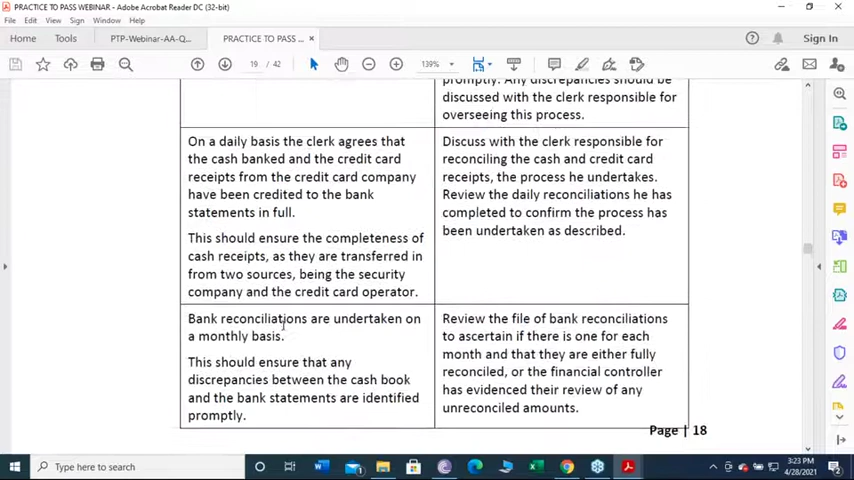 PRACTICE TO PASS WEBINAR - Adobe Acrobat Reader DC (32-bit)
File Edit View Sign Window Help
Home Tools PTP-Webinar-AA-Q... PRACTICE TO PASS ... × Sign In
19 / 42 139%
promptly. Any discrepancies should be
discussed with the clerk responsible for
overseeing this process.
On a daily basis the clerk agrees that
the cash banked and the credit card
receipts from the credit card company
have been credited to the bank
statements in full.
This should ensure the completeness of
cash receipts, as they are transferred in
from two sources, being the security
company and the credit card operator.
Discuss with the clerk responsible for
reconciling the cash and credit card
receipts, the process he undertakes.
Review the daily reconciliations he has
completed to confirm the process has
been undertaken as described.
Bank reconciliations are undertaken on
a monthly basis.
This should ensure that any
discrepancies between the cash book
and the bank statements are identified
promptly.
Review the file of bank reconciliations
to ascertain if there is one for each
month and that they are either fully
reconciled, or the financial controller
has evidenced their review of any
unreconciled amounts.
Page | 18
Type here to search
3:23 PM
4/28/2021